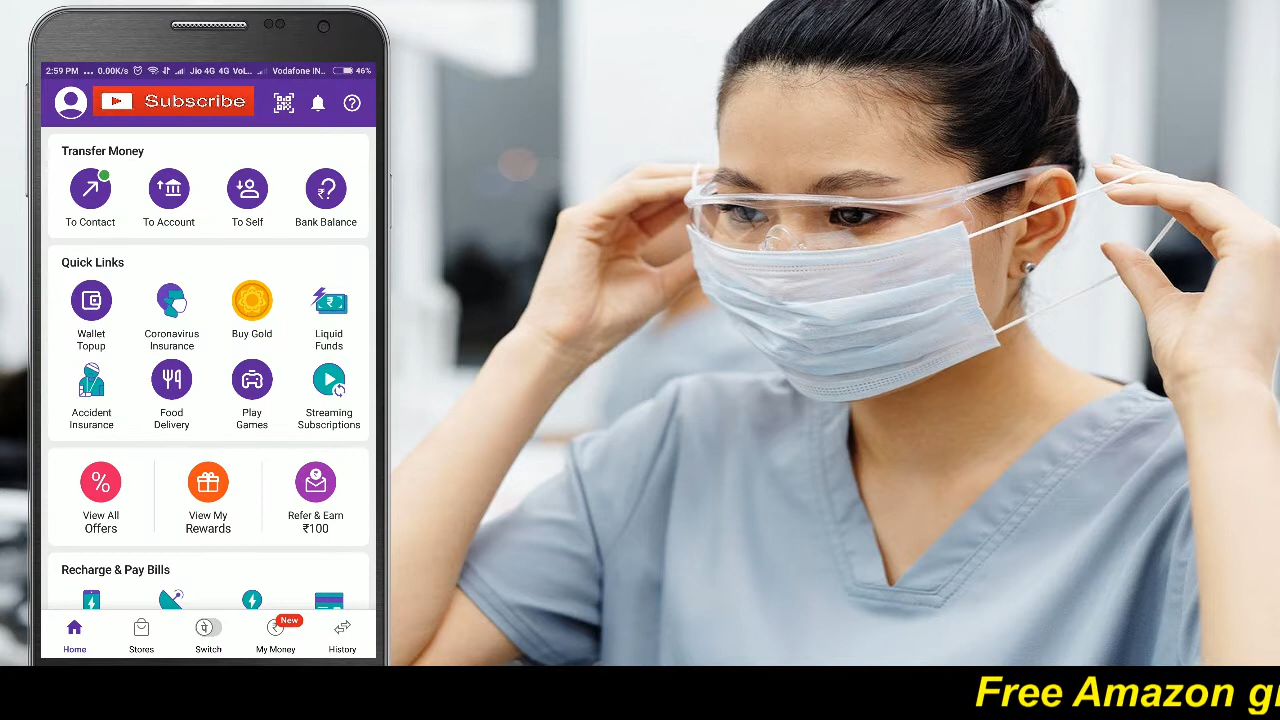 2:59 PM ... 0.00K/s Jio 4G 4G VoL... Vodafone IN... 46%
Subscribe
Transfer Money
To Contact To Account To Self Bank Balance
Quick Links
Wallet Coronavirus Buy Gold Liquid
Topup Insurance Funds
Accident Food Play Streaming
Insurance Delivery Games Subscriptions
% 
View All View My Refer & Earn
Offers Rewards ₹100
Recharge & Pay Bills
New
Home Stores Switch My Money History
Free Amazon